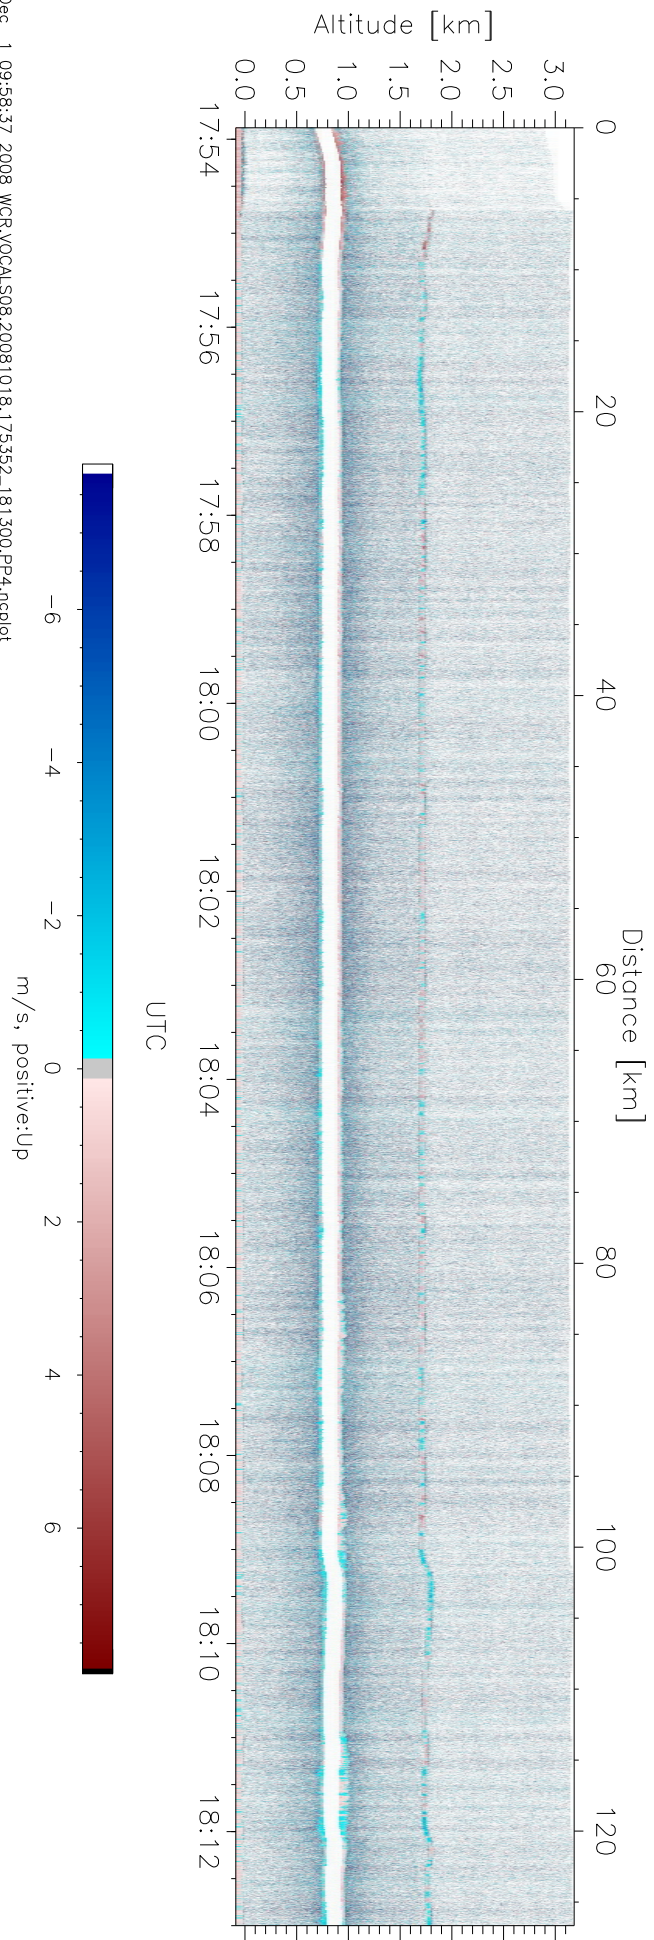 Distance [km]
0 20 40 60 80 100 120
Altitude [km]
3.0
2.5
2.0
1.5
1.0
0.5
0.0
17:54 17:56 17:58 18:00 18:02 18:04 18:06 18:08 18:10 18:12
UTC
-6 -4 -2 0 2 4 6
m/s, positive:Up
Dec 1 09:58:37 2008 WCR.VOCALS08.20081018.175352_181300.PP4.ncplot